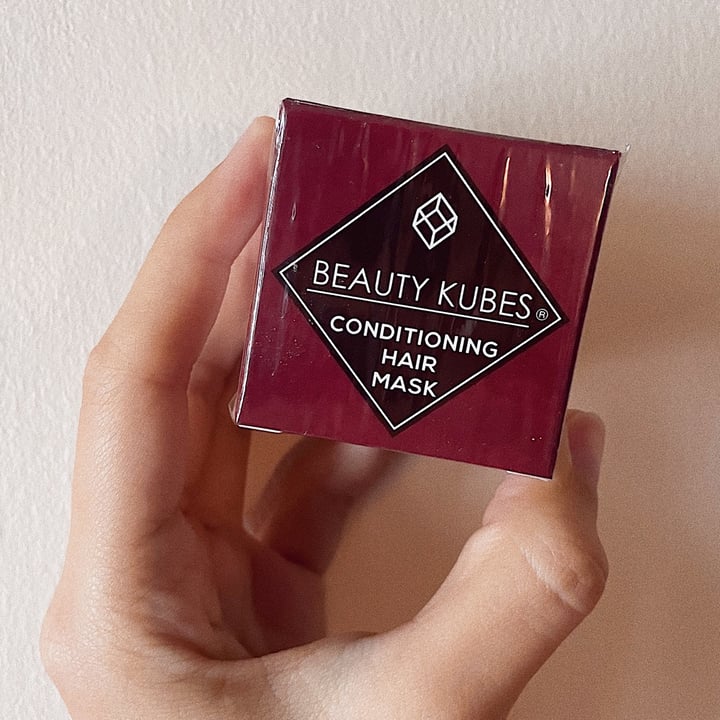 BEAUTY KUBES®
CONDITIONING
HAIR
MASK